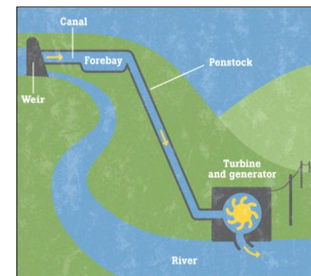 Canal
Forebay
Penstock
Weir
Turbine
and generator
River